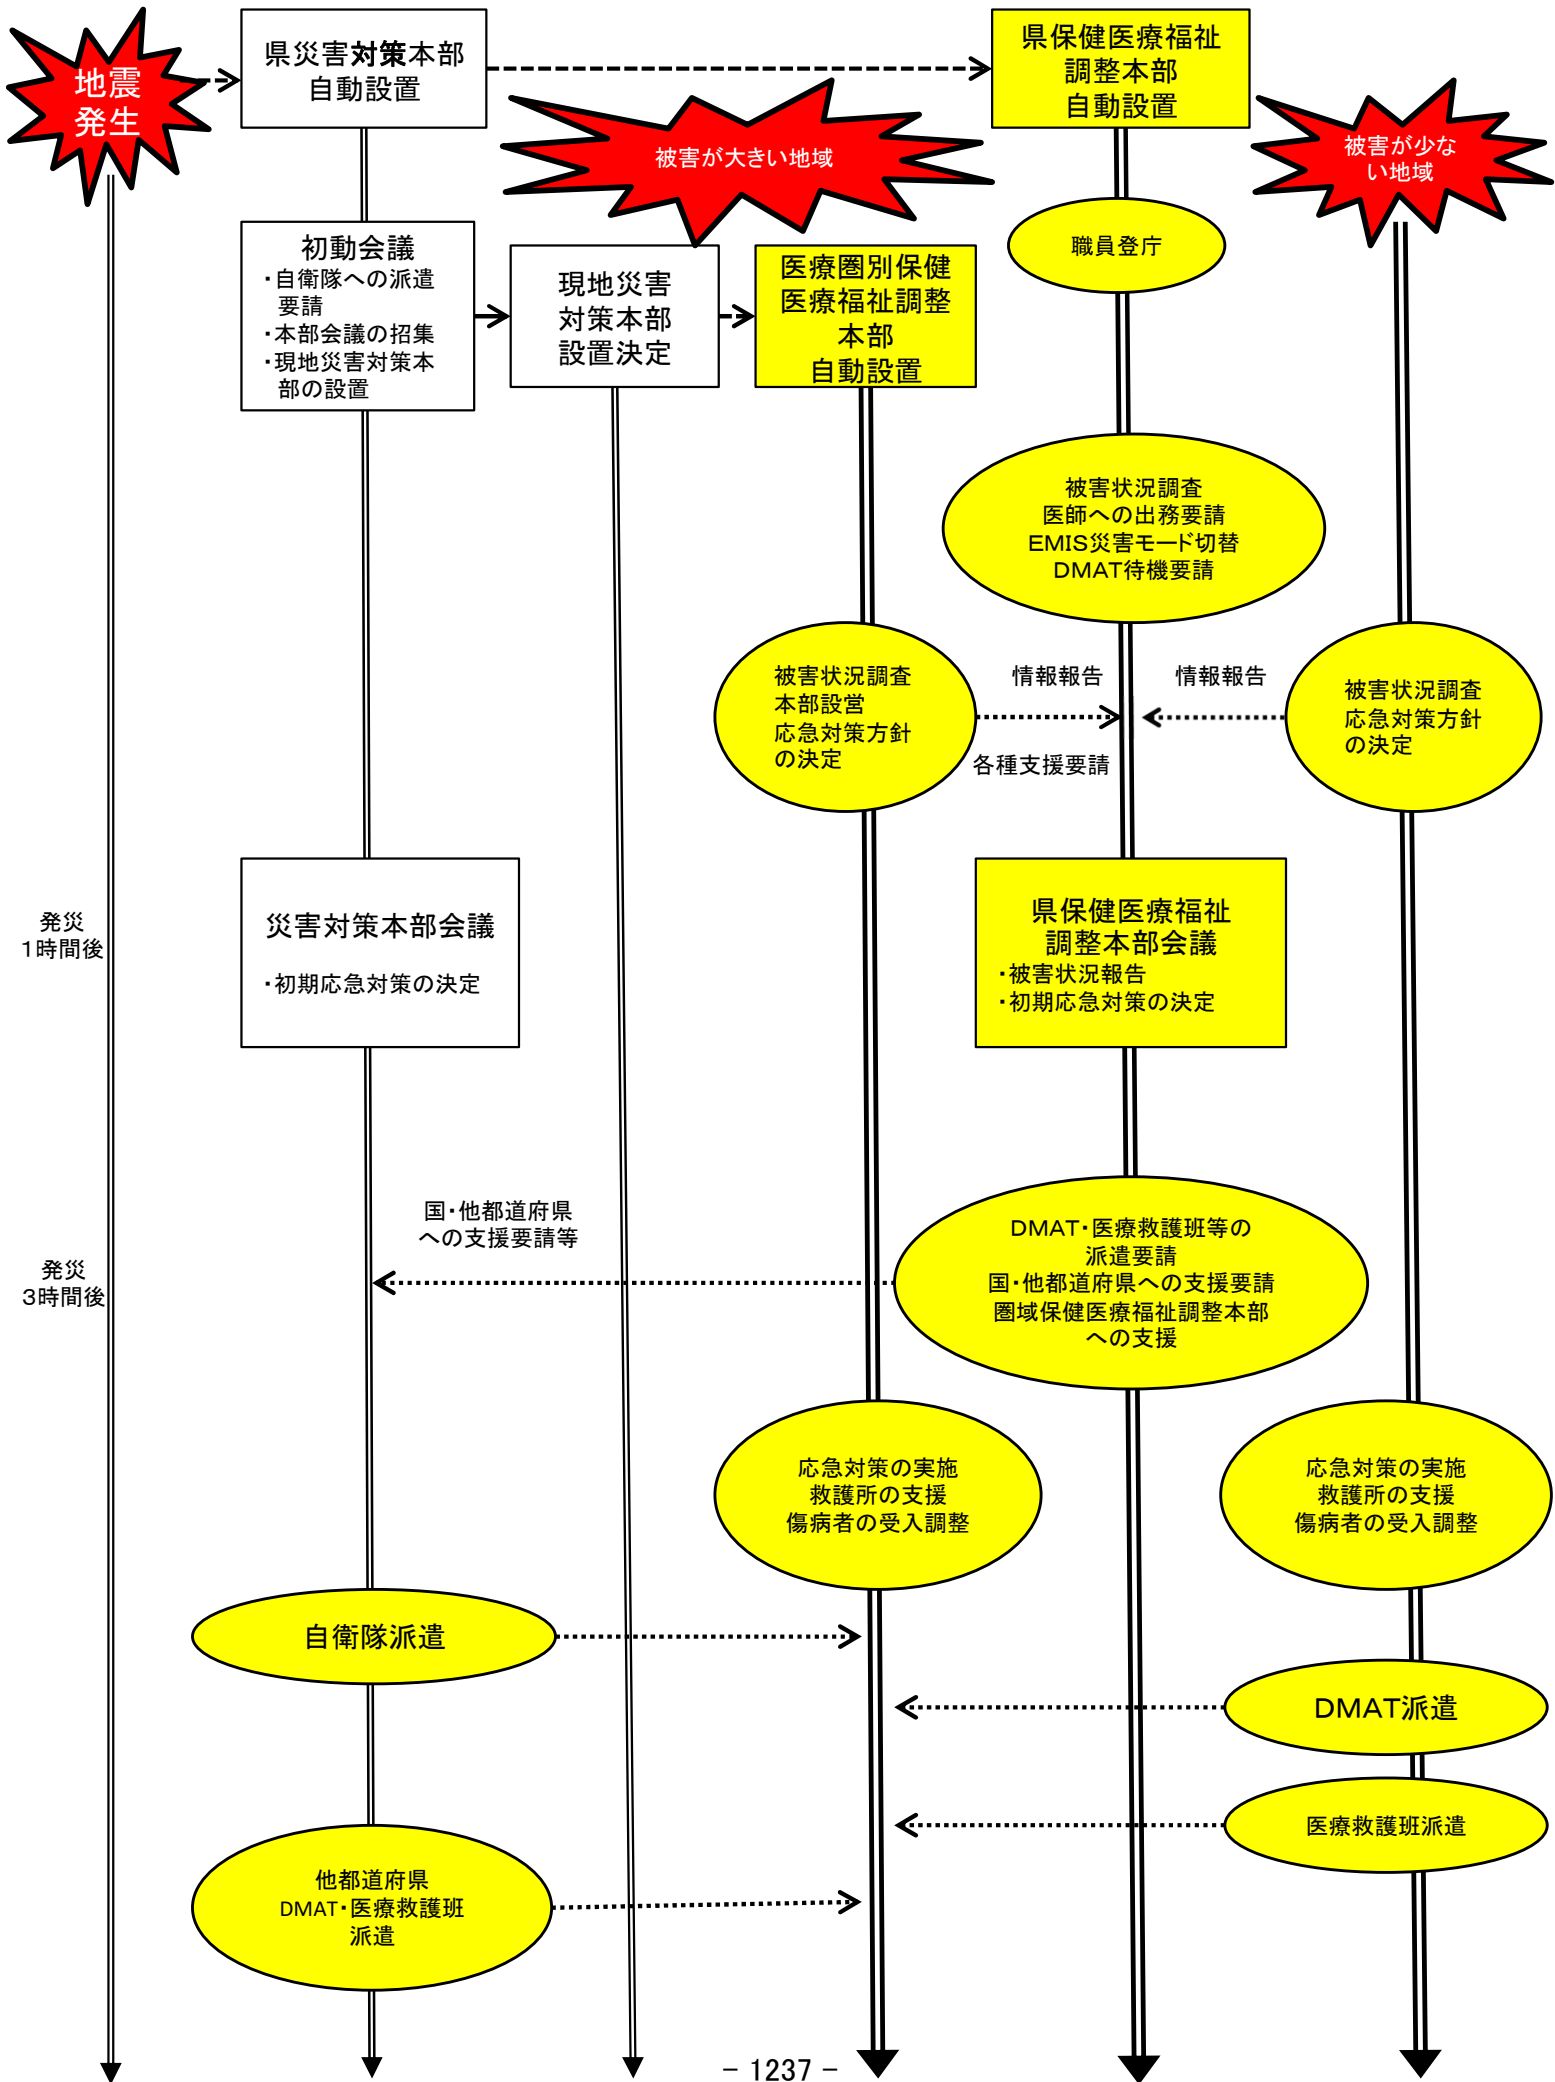 地震
発生
県災害対策本部
自動設置
県保健医療福祉
調整本部
自動設置
被害が大きい地域
被害が少な
い地域
初動会議
・自衛隊への派遣
要請
・本部会議の招集
・現地災害対策本
部の設置
現地災害
対策本部
設置決定
医療圏別保健
医療福祉調整
本部
自動設置
職員登庁
被害状況調査
医師への出務要請
EMIS災害モード切替
DMAT待機要請
被害状況調査
本部設営
応急対策方針
の決定
情報報告
各種支援要請
情報報告
被害状況調査
応急対策方針
の決定
発災
1時間後
災害対策本部会議
・初期応急対策の決定
県保健医療福祉
調整本部会議
・被害状況報告
・初期応急対策の決定
発災
3時間後
国・他都道府県
への支援要請等
DMAT・医療救護班等の
派遣要請
国・他都道府県への支援要請
圏域保健医療福祉調整本部
への支援
応急対策の実施
救護所の支援
傷病者の受入調整
応急対策の実施
救護所の支援
傷病者の受入調整
自衛隊派遣
DMAT派遣
医療救護班派遣
他都道府県
DMAT・医療救護班
派遣
- 1237 -